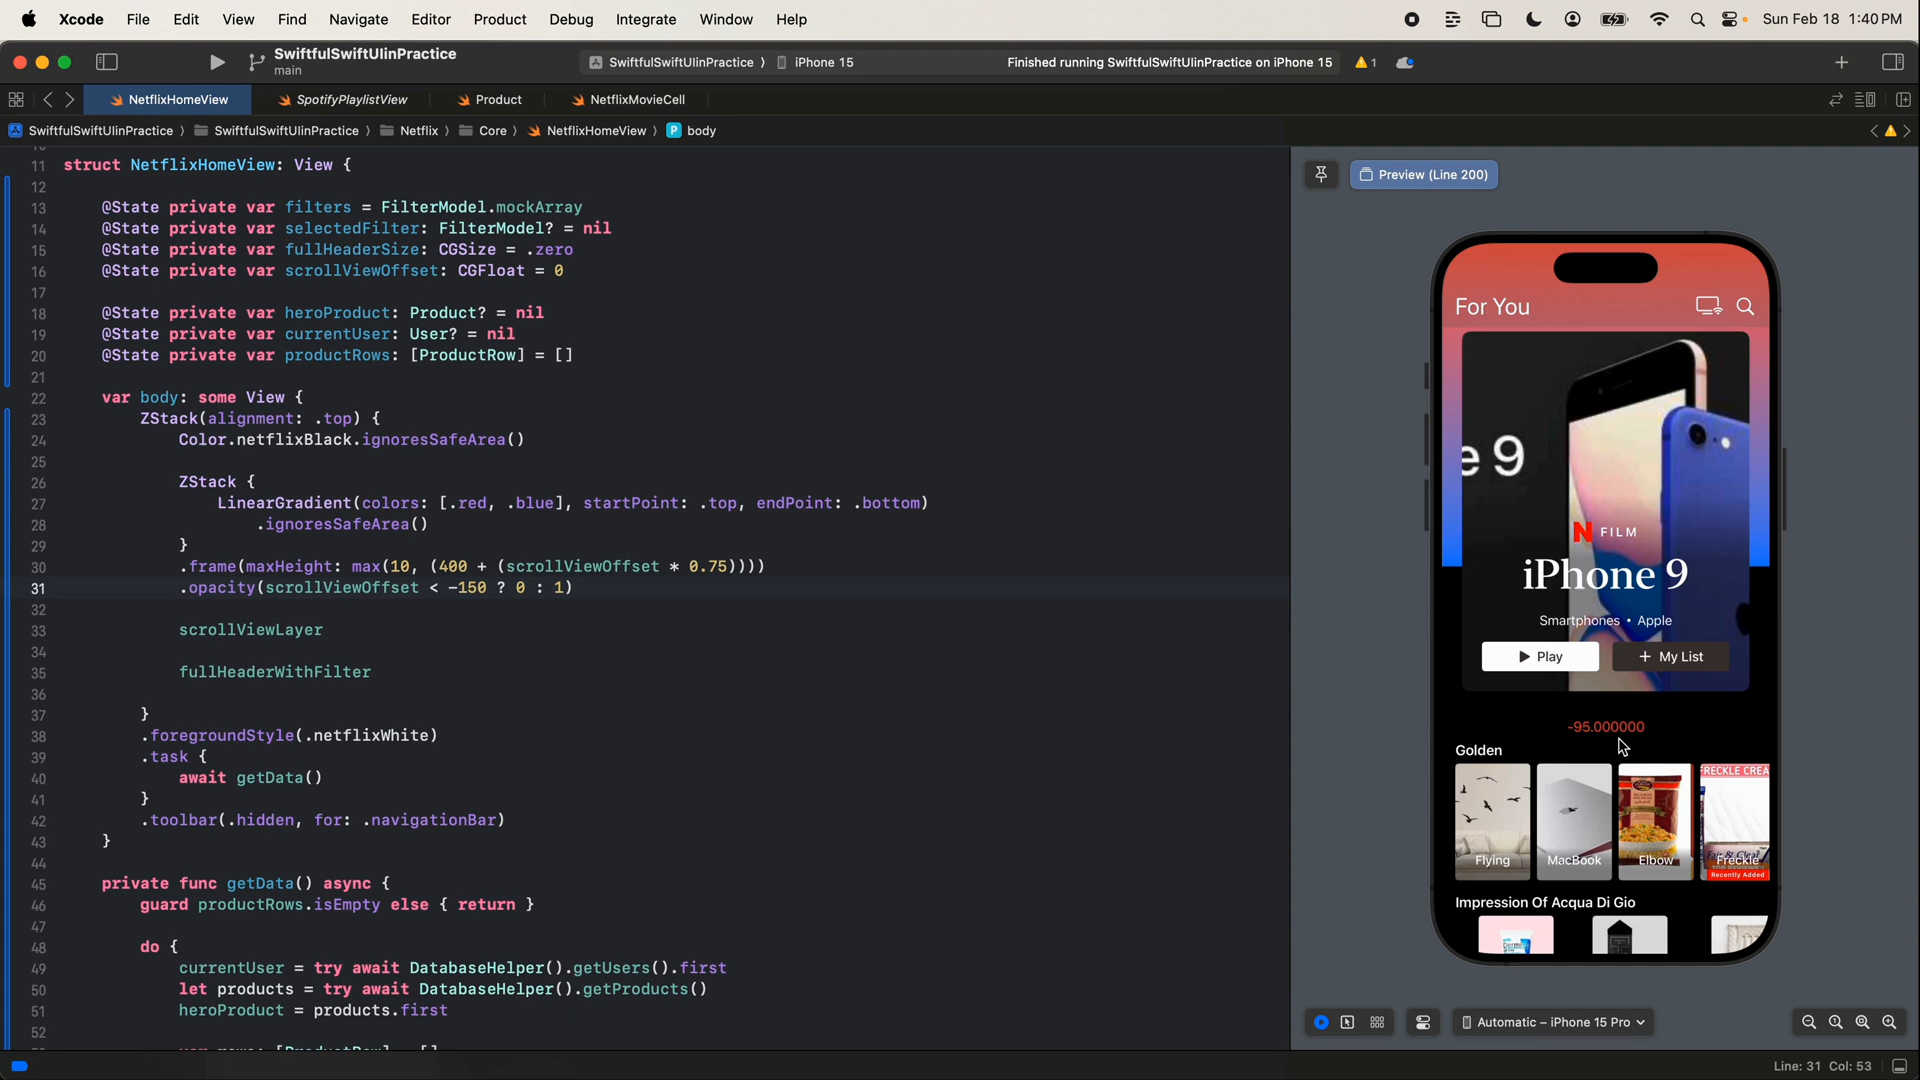 Xcode File Edit View Find Navigate Editor Product Debug Integrate Window Help Sun Feb 18 1:40 PM
SwiftfulSwiftUIinPractice
main
SwiftfulSwiftUIinPractice ⟩ iPhone 15 Finished running SwiftfulSwiftUIinPractice on iPhone 15 1
NetflixHomeView SpotifyPlaylistView Product NetflixMovieCell
SwiftfulSwiftUIinPractice ⟩ SwiftfulSwiftUIinPractice ⟩ Netflix ⟩ Core ⟩ NetflixHomeView ⟩ P body
11 struct NetflixHomeView: View {
12
13 @State private var filters = FilterModel.mockArray
14 @State private var selectedFilter: FilterModel? = nil
15 @State private var fullHeaderSize: CGSize = .zero
16 @State private var scrollViewOffset: CGFloat = 0
17
18 @State private var heroProduct: Product? = nil
19 @State private var currentUser: User? = nil
20 @State private var productRows: [ProductRow] = []
21
22 var body: some View {
23 ZStack(alignment: .top) {
24 Color.netflixBlack.ignoresSafeArea()
25
26 ZStack {
27 LinearGradient(colors: [.red, .blue], startPoint: .top, endPoint: .bottom)
28 .ignoresSafeArea()
29 }
30 .frame(maxHeight: max(10, (400 + (scrollViewOffset * 0.75))))
31 .opacity(scrollViewOffset < -150 ? 0 : 1)
32
33 scrollViewLayer
34
35 fullHeaderWithFilter
36
37 }
38 .foregroundStyle(.netflixWhite)
39 .task {
40 await getData()
41 }
42 .toolbar(.hidden, for: .navigationBar)
43 }
44
45 private func getData() async {
46 guard productRows.isEmpty else { return }
47
48 do {
49 currentUser = try await DatabaseHelper().getUsers().first
50 let products = try await DatabaseHelper().getProducts()
51 heroProduct = products.first
52
Preview (Line 200)
For You
e 9
N FILM
iPhone 9
Smartphones • Apple
Play + My List
-95.000000
Golden
FRECKLE CREA
Flying MacBook Elbow Freckle
Recently Added
Impression Of Acqua Di Gio
Automatic – iPhone 15 Pro
Line: 31 Col: 53